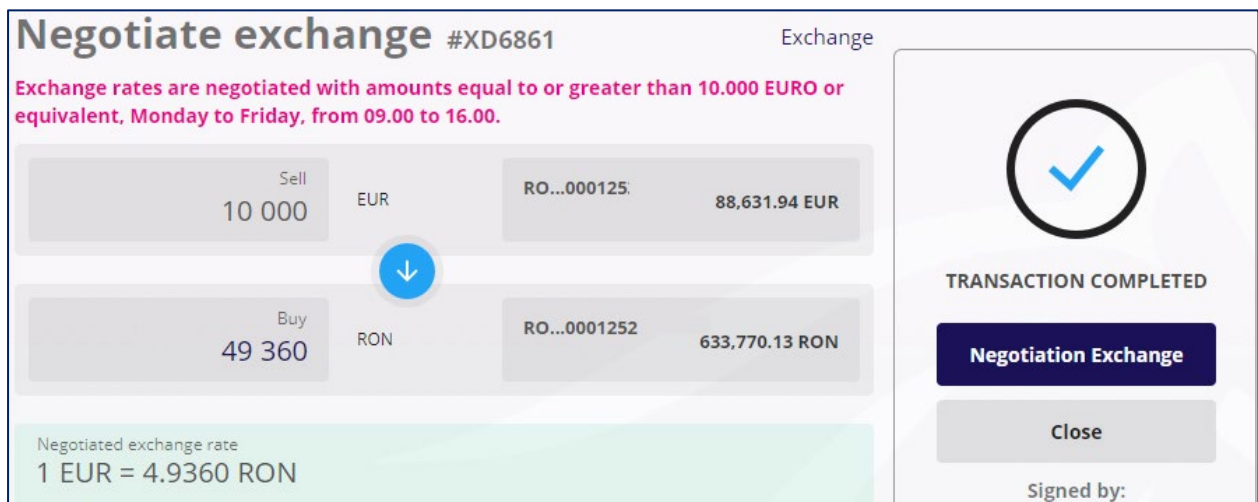 Negotiate exchange #XD6861
Exchange
Exchange rates are negotiated with amounts equal to or greater than 10.000 EURO or
equivalent, Monday to Friday, from 09.00 to 16.00.
Sell
10 000
EUR
RO...000125
88,631.94 EUR
Buy
49 360
RON
RO...0001252
633,770.13 RON
Negotiated exchange rate
1 EUR = 4.9360 RON
TRANSACTION COMPLETED
Negotiation Exchange
Close
Signed by: